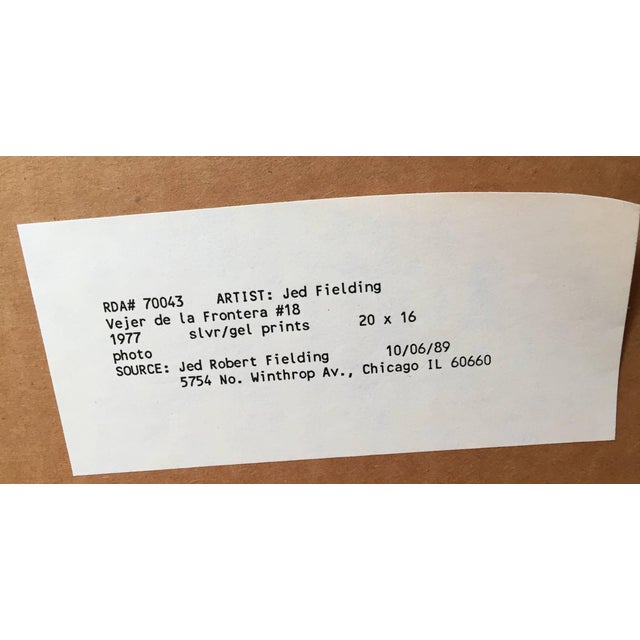 RDA# 70043 ARTIST: Jed Fielding
Vejer de la Frontera #18
1977 slvr/gel prints 20 x 16
photo
SOURCE: Jed Robert Fielding 10/06/89
5754 No. Winthrop Av., Chicago IL 60660